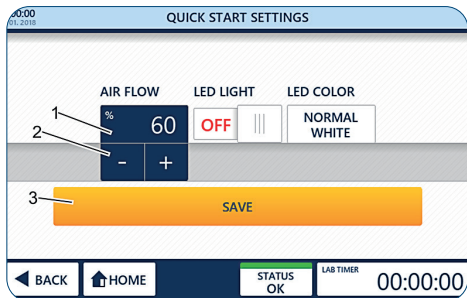 00:00
01. 2018
QUICK START SETTINGS
AIR FLOW
LED LIGHT
LED COLOR
1
%
60
OFF
NORMAL
WHITE
2
-
+
3
SAVE
BACK
HOME
STATUS
OK
LAB TIMER
00:00:00